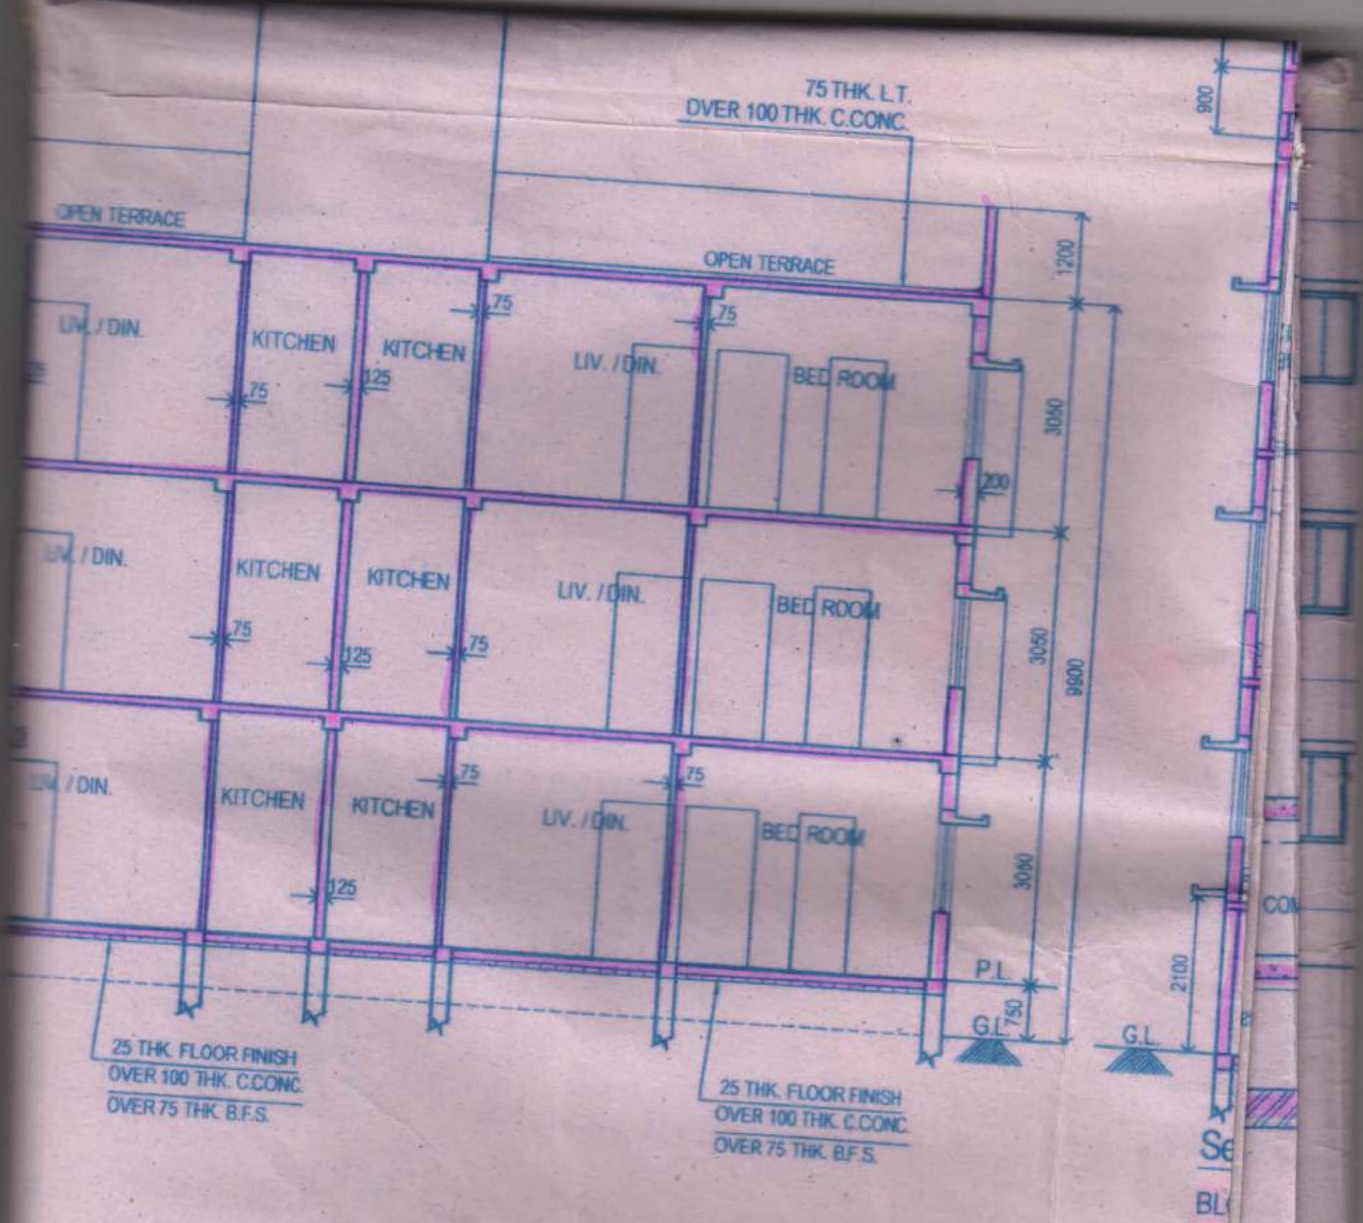 75 THK. L.T.
OVER 100 THK. C.CONC.
900
OPEN TERRACE
OPEN TERRACE
1200
LIV. / DIN.
KITCHEN
KITCHEN
75
LIV. / DIN.
75
BED ROOM
75
125
3050
200
/ DIN.
KITCHEN
KITCHEN
LIV. / DIN.
BED ROOM
75
125
75
3050
9900
/ DIN.
KITCHEN
KITCHEN
75
LIV. / DIN.
75
BED ROOM
125
3050
2100
P.L.
750
G.L.
G.L.
25 THK. FLOOR FINISH
OVER 100 THK. C.CONC.
OVER 75 THK. B.F.S.
25 THK. FLOOR FINISH
OVER 100 THK. C.CONC.
OVER 75 THK. B.F.S.